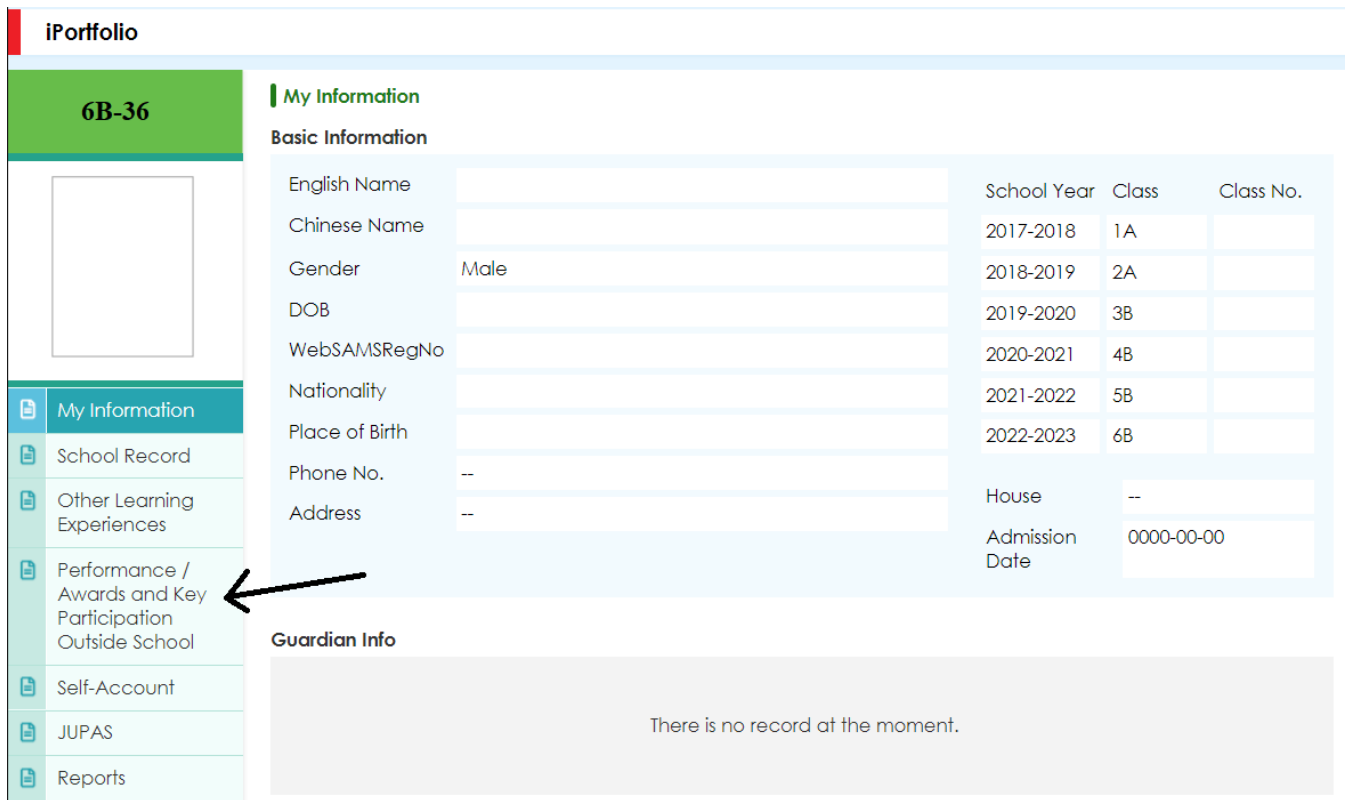 iPortfolio
6B-36
My Information
School Record
Other Learning
Experiences
Performance /
Awards and Key
Participation
Outside School
Self-Account
JUPAS
Reports
My Information
Basic Information
English Name
Chinese Name
Gender Male
DOB
WebSAMSRegNo
Nationality
Place of Birth
Phone No. --
Address --
School Year Class Class No.
2017-2018 1A
2018-2019 2A
2019-2020 3B
2020-2021 4B
2021-2022 5B
2022-2023 6B
House --
Admission 0000-00-00
Date
Guardian Info
There is no record at the moment.